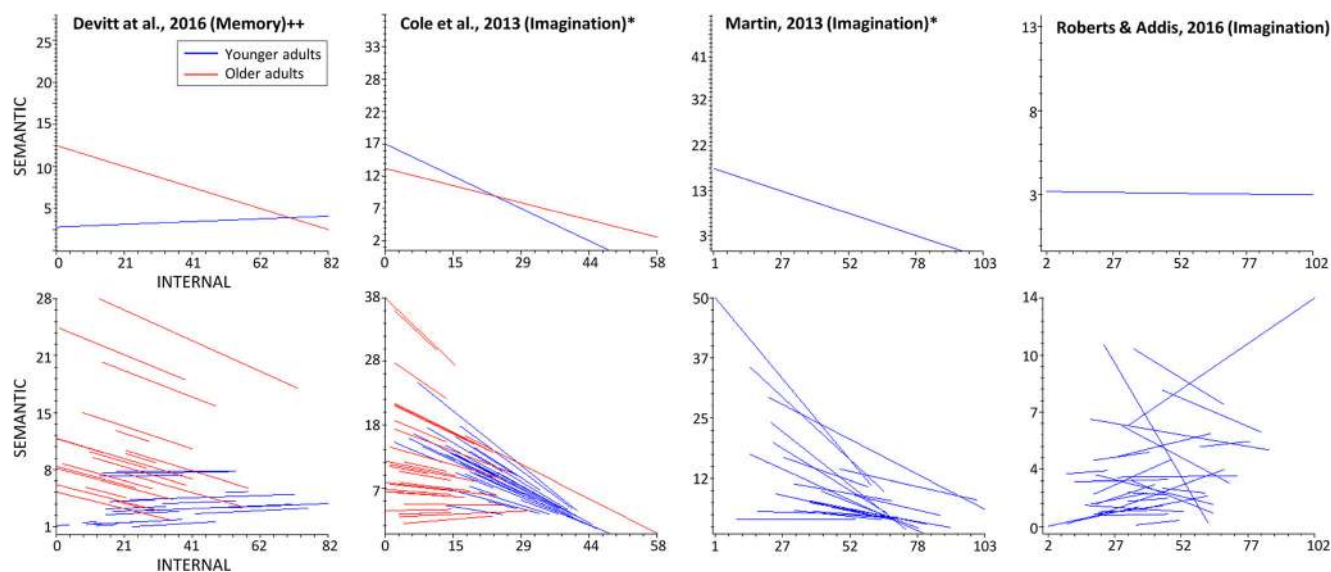 Devitt at al., 2016 (Memory)++
Cole et al., 2013 (Imagination)*
Martin, 2013 (Imagination)*
Roberts & Addis, 2016 (Imagination)
Younger adults
Older adults
SEMANTIC
28
23
18
15
10
5
0 21 41 62 82
INTERNAL
38
33
28
22
17
12
7
2
0 15 29 44 58
41
32
22
13
3
1 27 52 78 103
13
8
3
2 27 52 77 102
SEMANTIC
28
21
15
8
1
0 21 41 62 82
INTERNAL
38
28
18
7
0 15 29 44 58
50
37
25
12
1 27 52 78 103
14
10
7
4
0
2 27 52 77 102